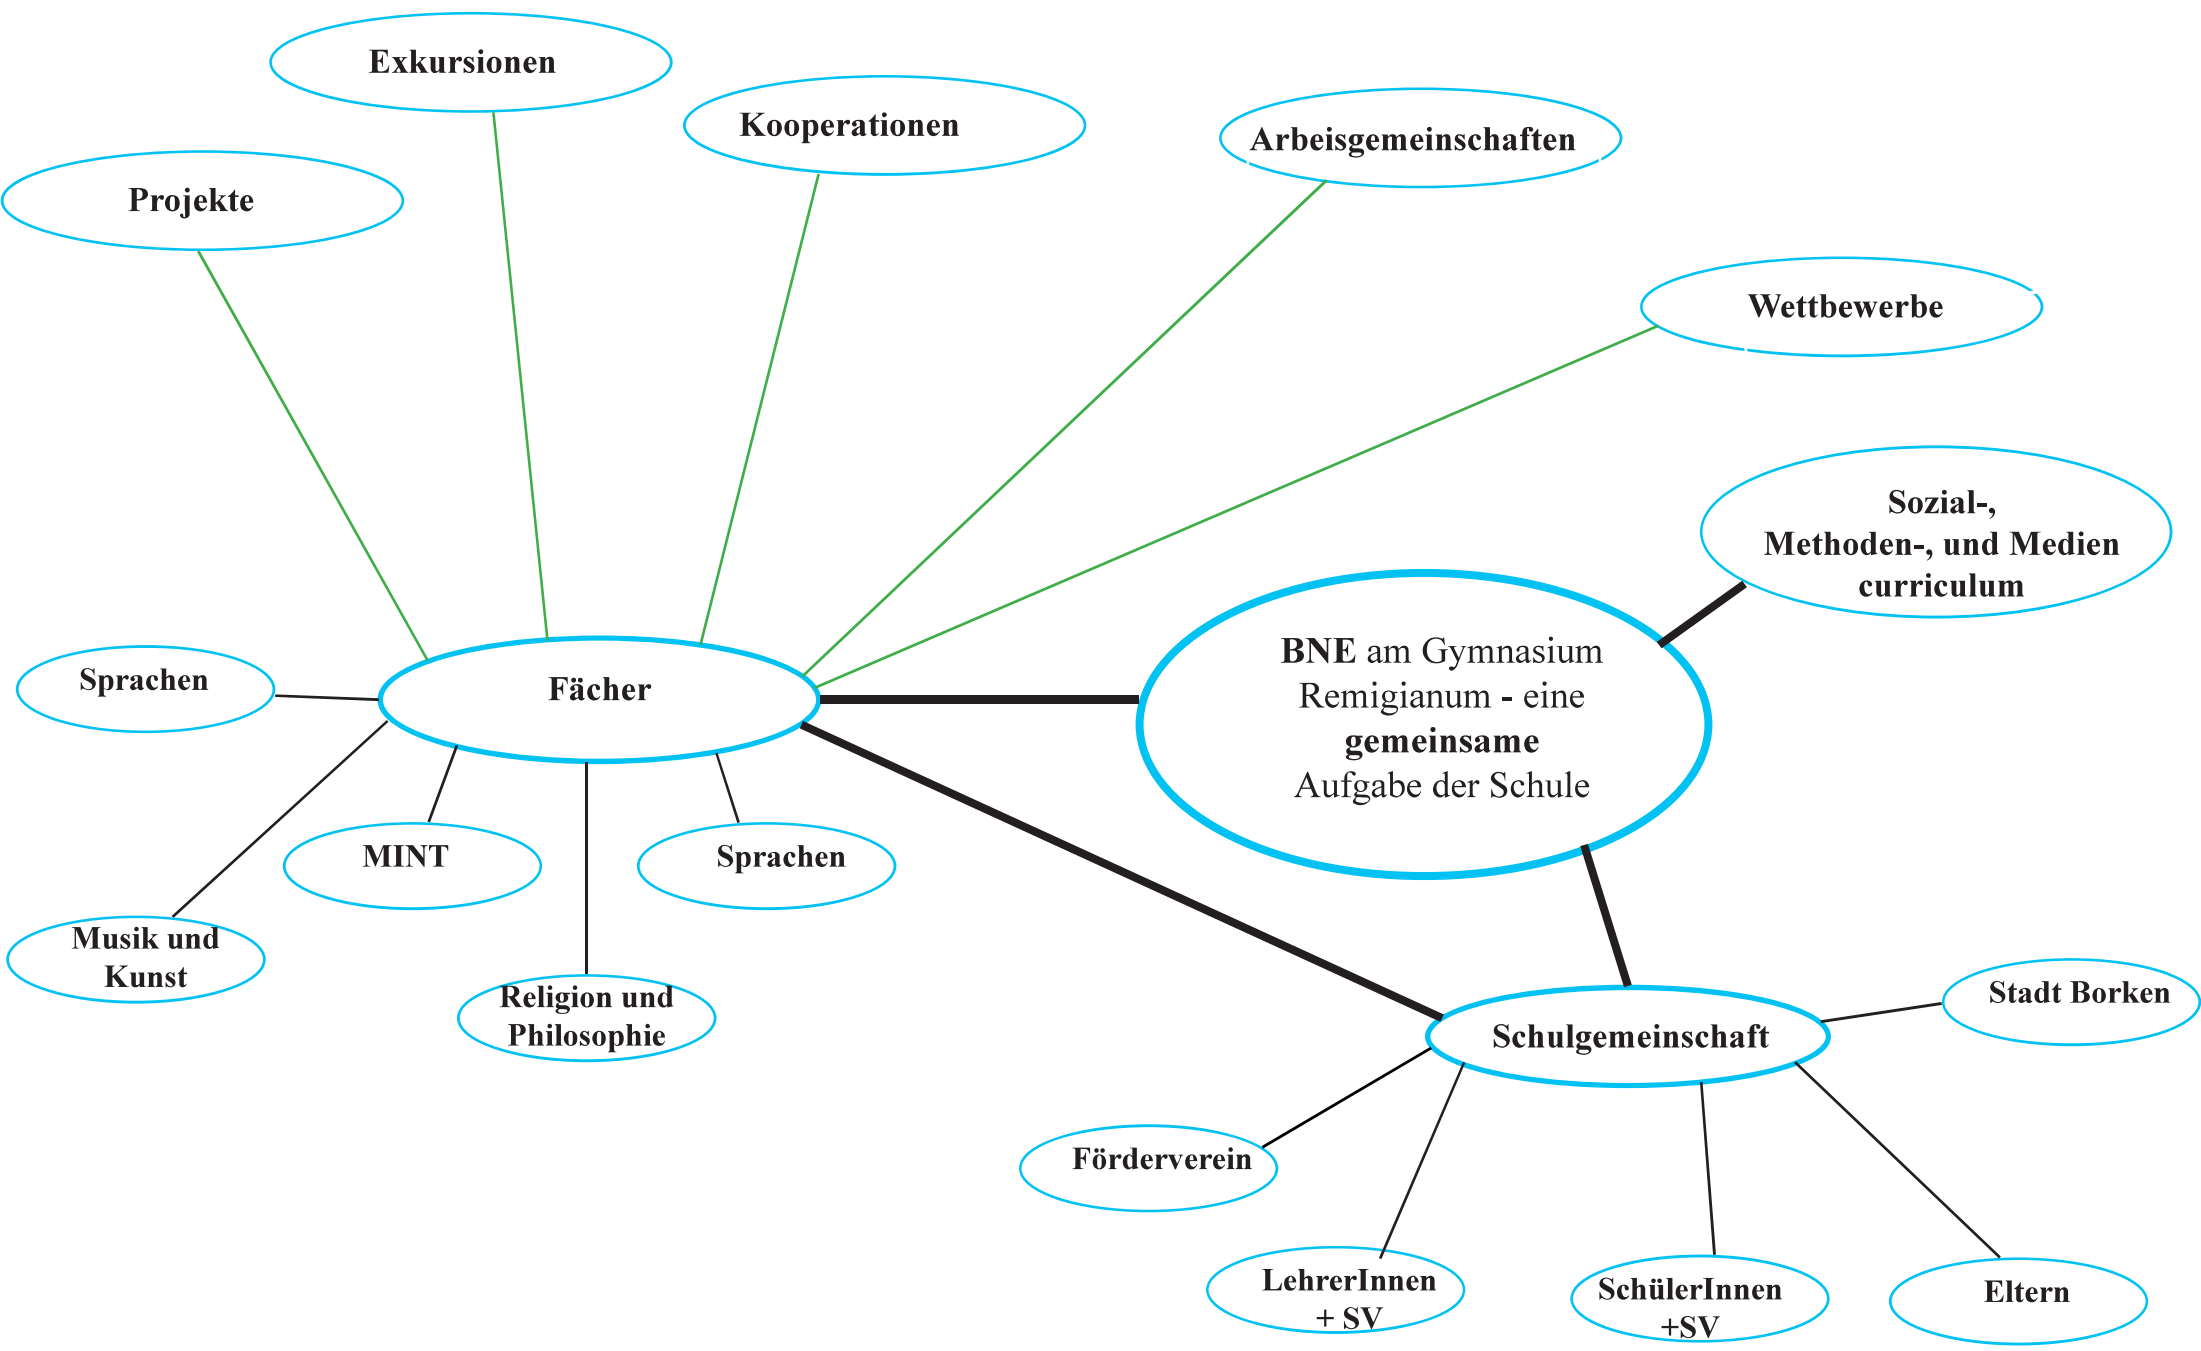 Exkursionen
Kooperationen
Arbeisgemeinschaften
Projekte
Wettbewerbe
Sozial-,
Methoden-, und Medien
curriculum
BNE am Gymnasium
Remigianum - eine
gemeinsame
Aufgabe der Schule
Fächer
Sprachen
MINT
Sprachen
Musik und
Kunst
Religion und
Philosophie
Schulgemeinschaft
Stadt Borken
Förderverein
LehrerInnen
+ SV
SchülerInnen
+SV
Eltern